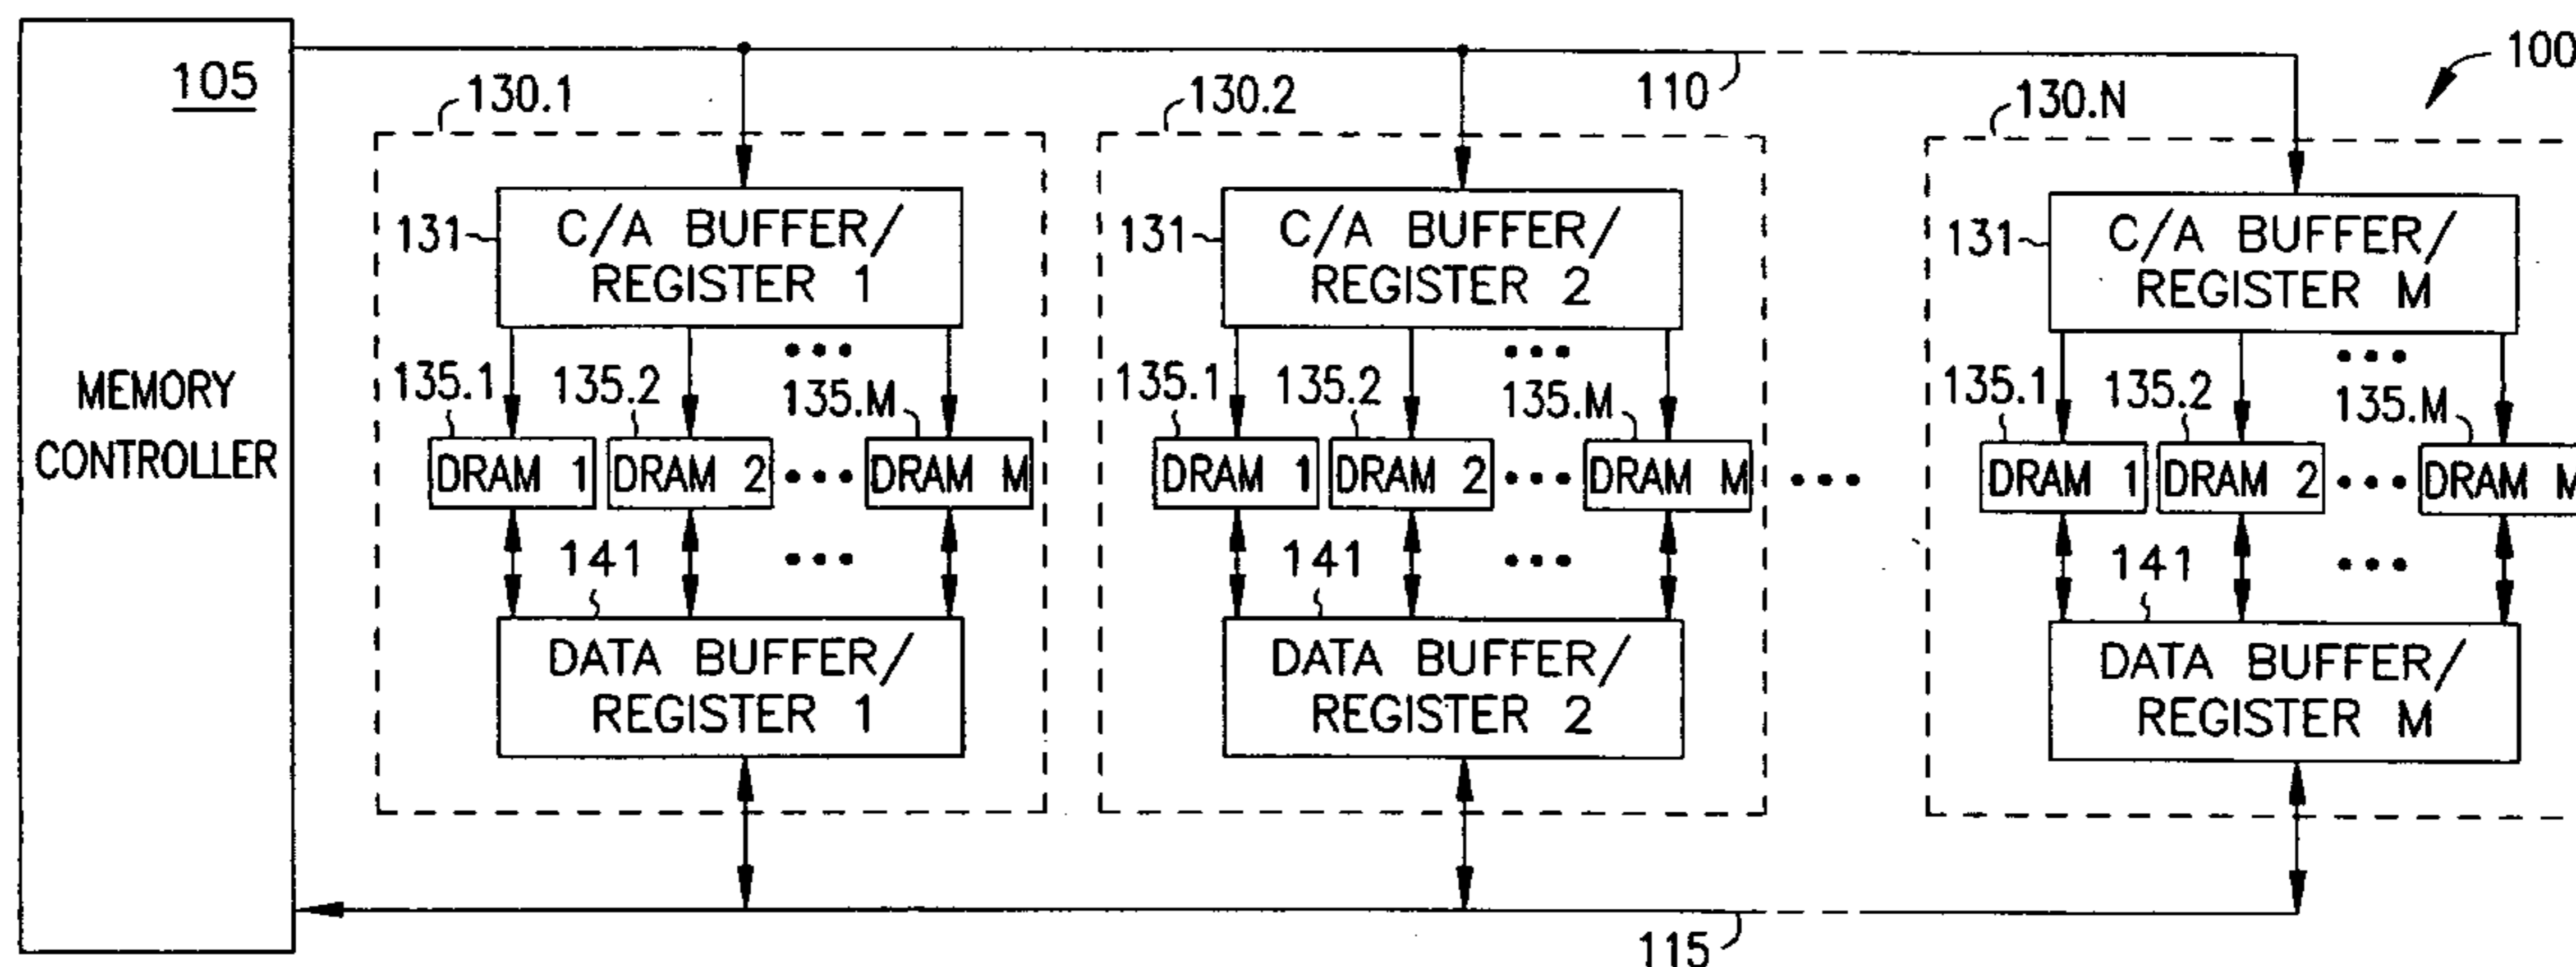 105
MEMORY
CONTROLLER
110
100
130.1
130.2
130.N
131
C/A BUFFER/
REGISTER 1
131
C/A BUFFER/
REGISTER 2
131
C/A BUFFER/
REGISTER M
135.1
135.2
135.M
135.1
135.2
135.M
135.1
135.2
135.M
DRAM 1
DRAM 2
•••
DRAM M
DRAM 1
DRAM 2
•••
DRAM M
•••
DRAM 1
DRAM 2
•••
DRAM M
141
141
141
DATA BUFFER/
REGISTER 1
DATA BUFFER/
REGISTER 2
DATA BUFFER/
REGISTER M
115